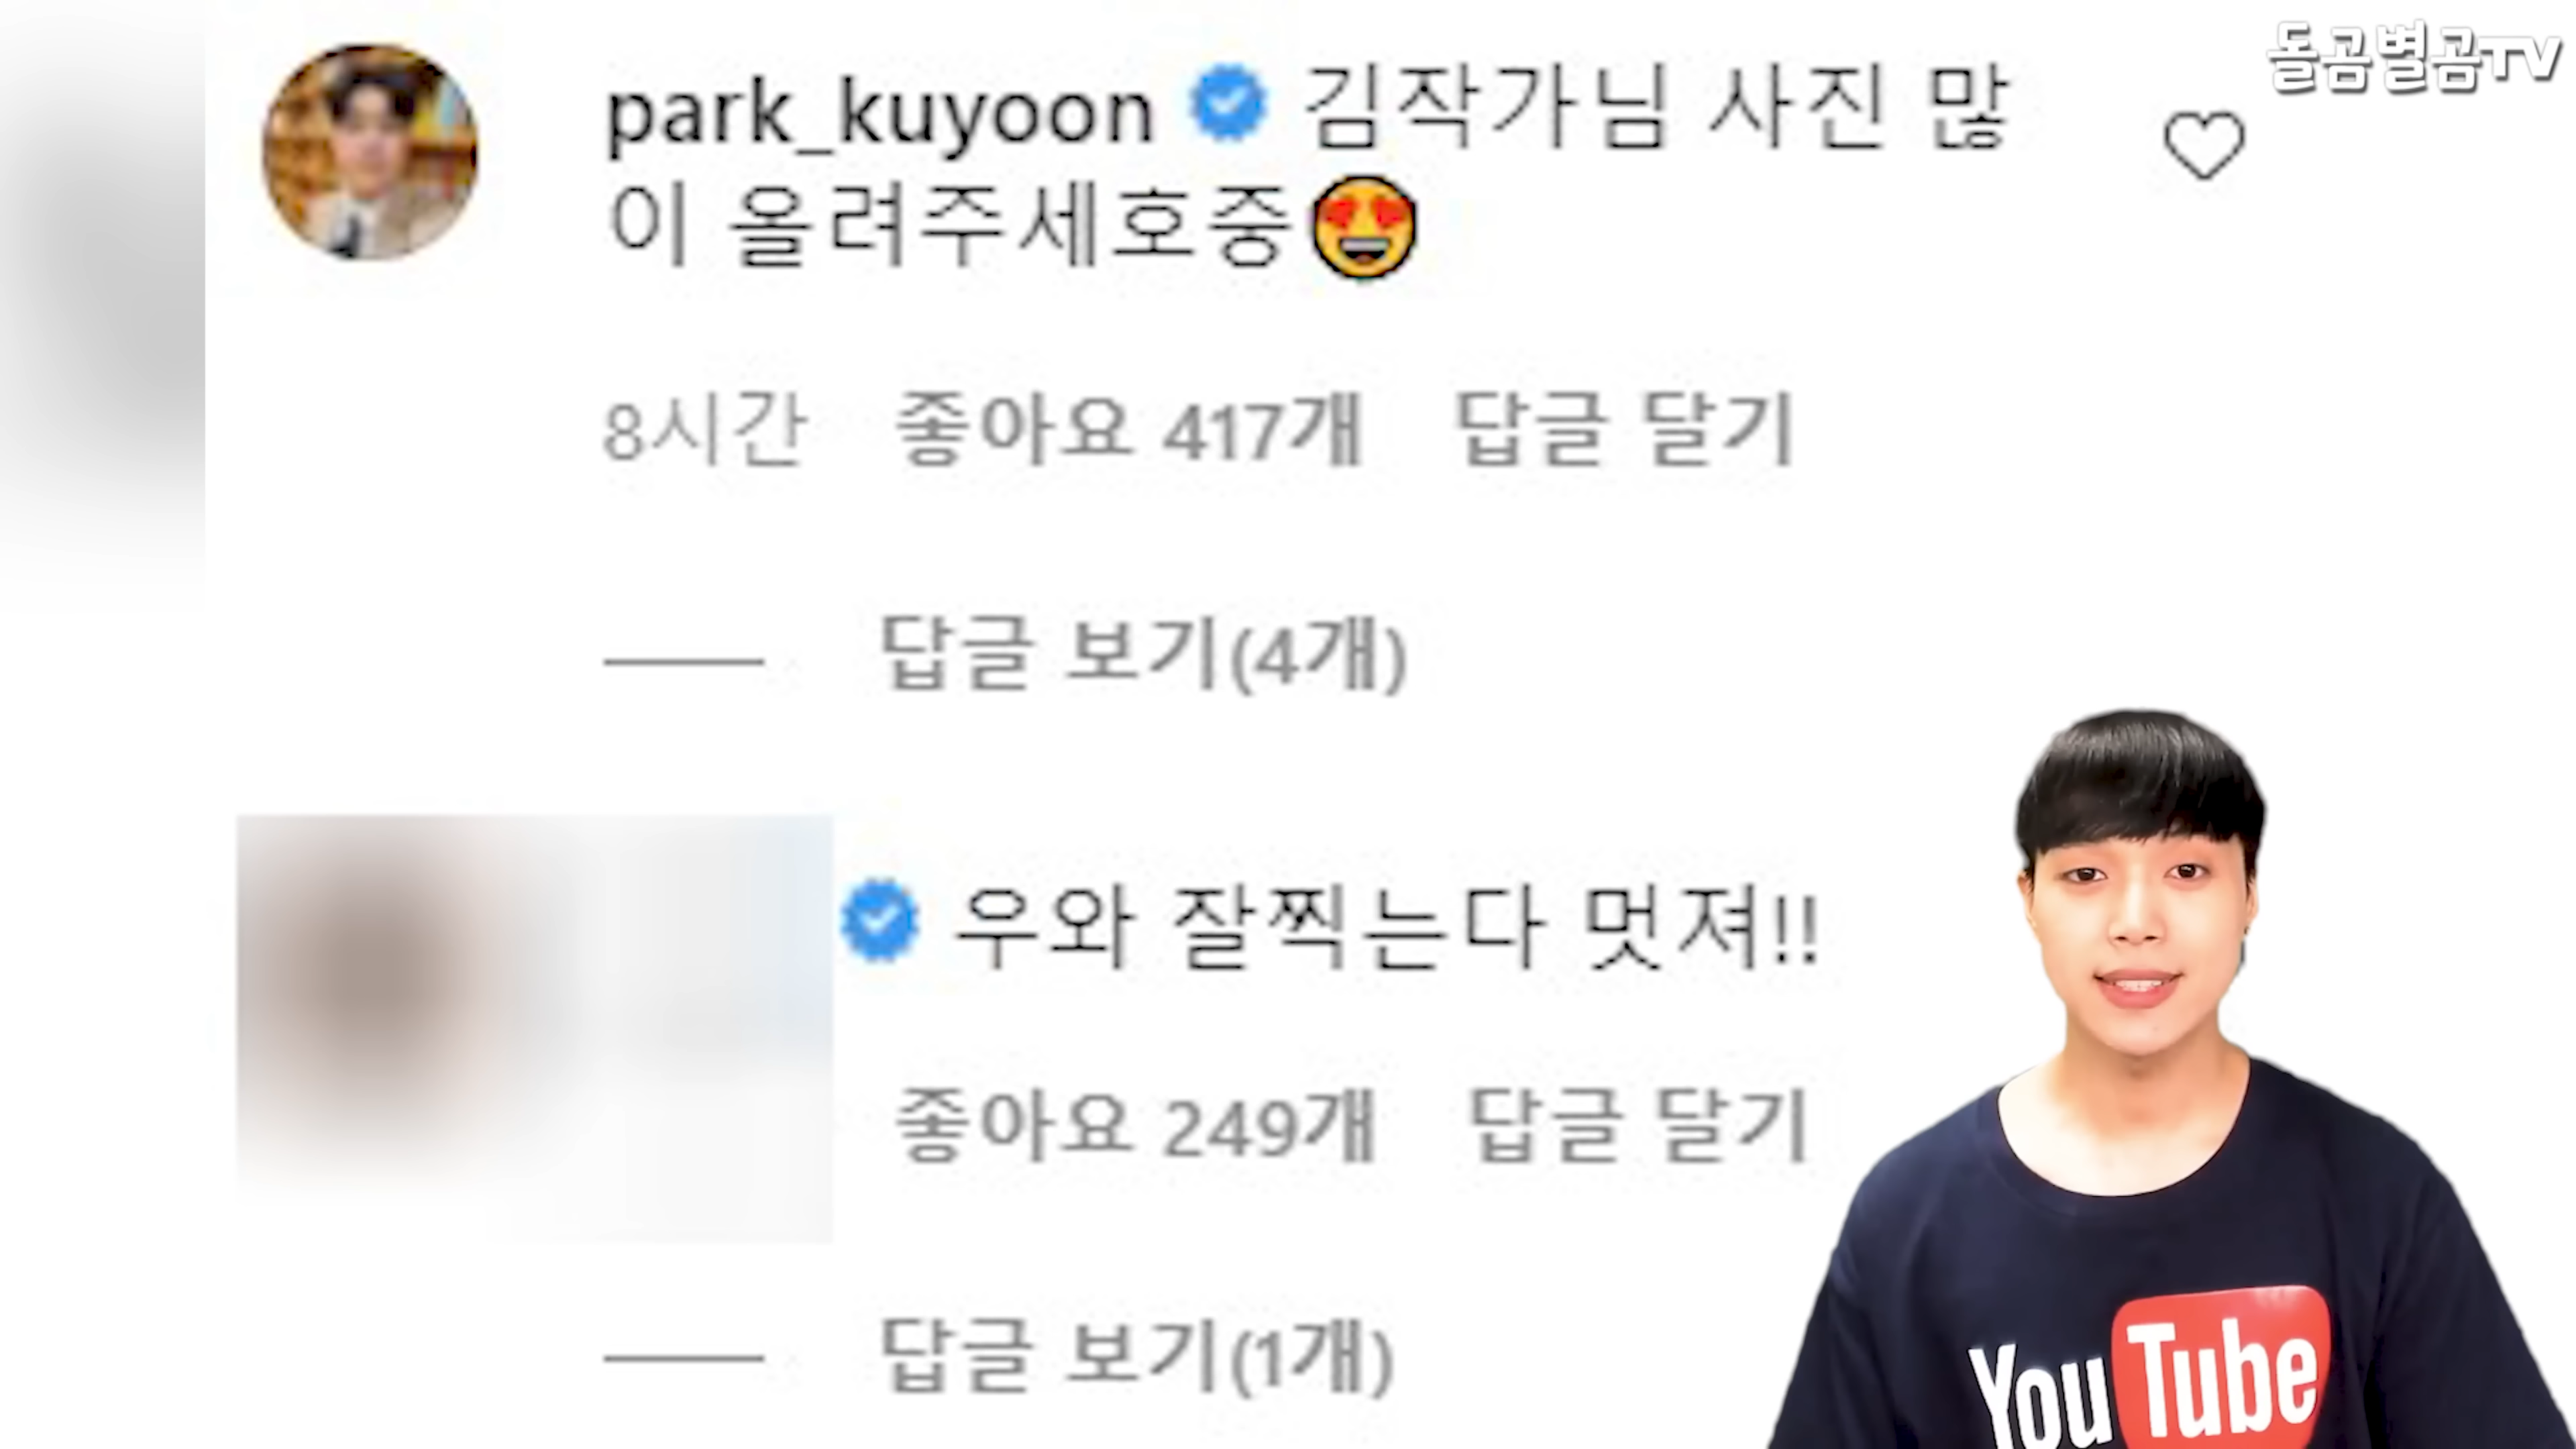 돌곰별곰TV
park_kuyoon 김작가님 사진 많
이 올려주세호중😍
8시간 좋아요 417개 답글 달기
답글 보기(4개)
우와 잘찍는다 멋져!!
좋아요 249개 답글 달기
답글 보기(1개)
YouTube